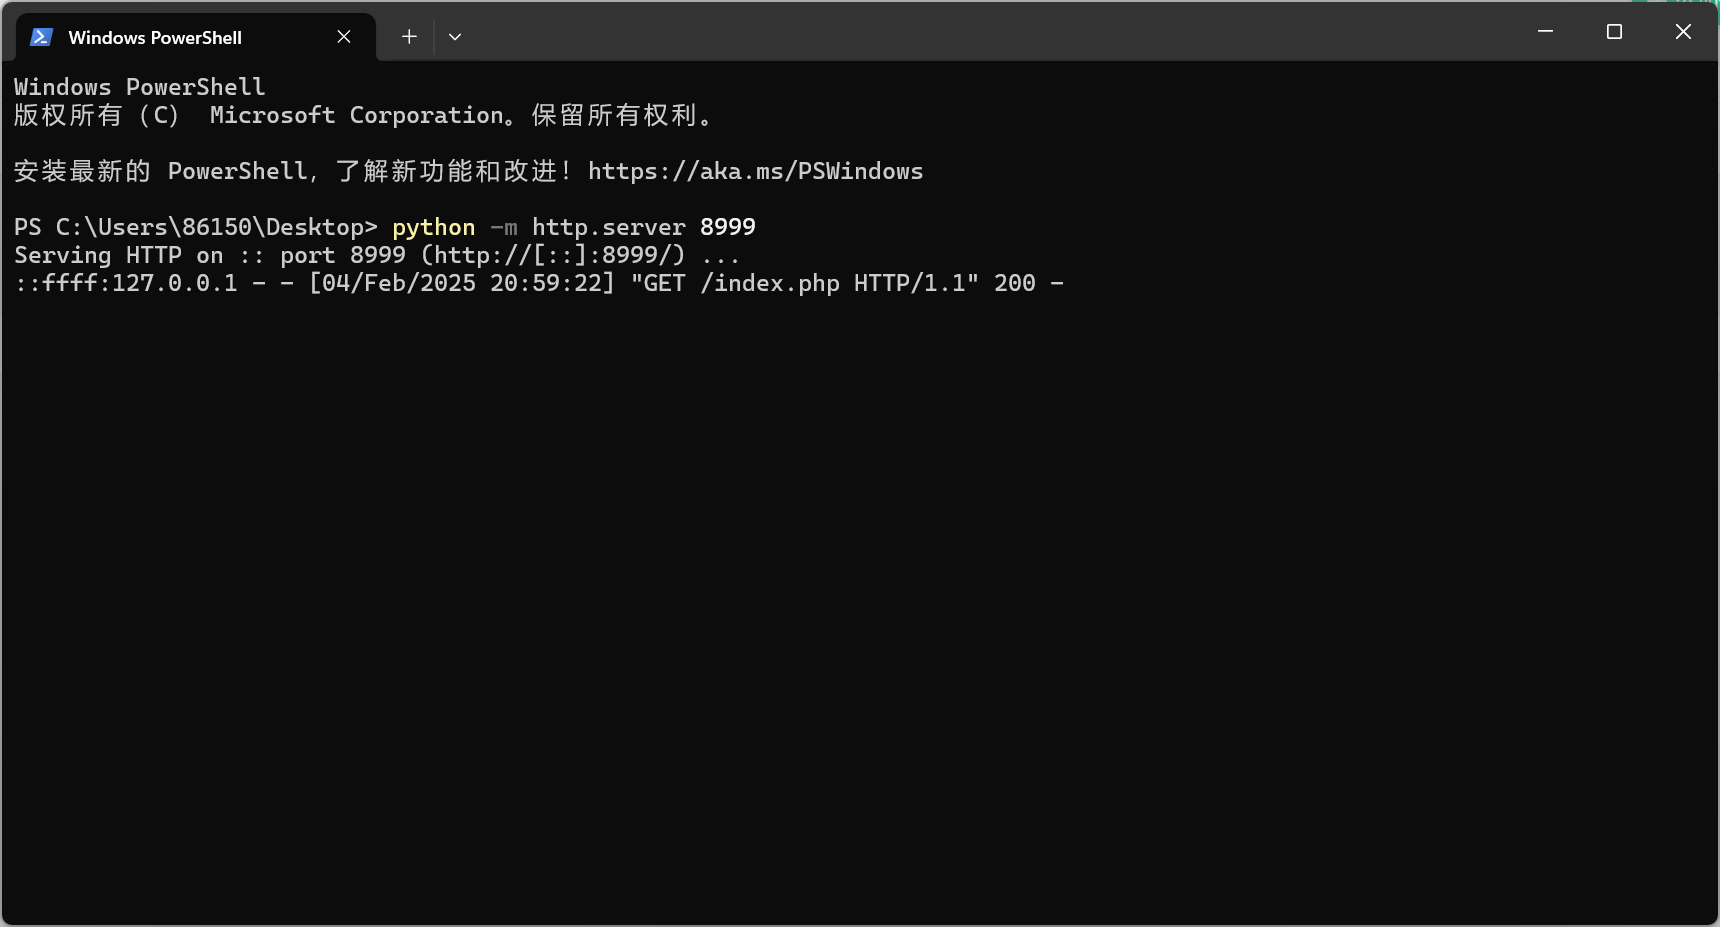 Windows PowerShell
Windows PowerShell
版权所有 (C) Microsoft Corporation。保留所有权利。
安装最新的 PowerShell，了解新功能和改进！https://aka.ms/PSWindows
PS C:\Users\86150\Desktop> python -m http.server 8999
Serving HTTP on :: port 8999 (http://[::]:8999/) ...
::ffff:127.0.0.1 - - [04/Feb/2025 20:59:22] "GET /index.php HTTP/1.1" 200 -